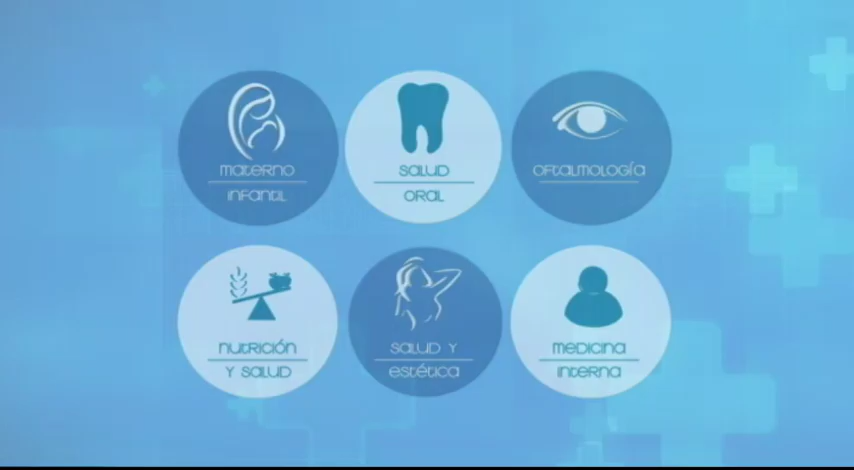 materno
infantil
salud
oral
oftalmología
nutrición
y salud
salud y
estética
medicina
interna